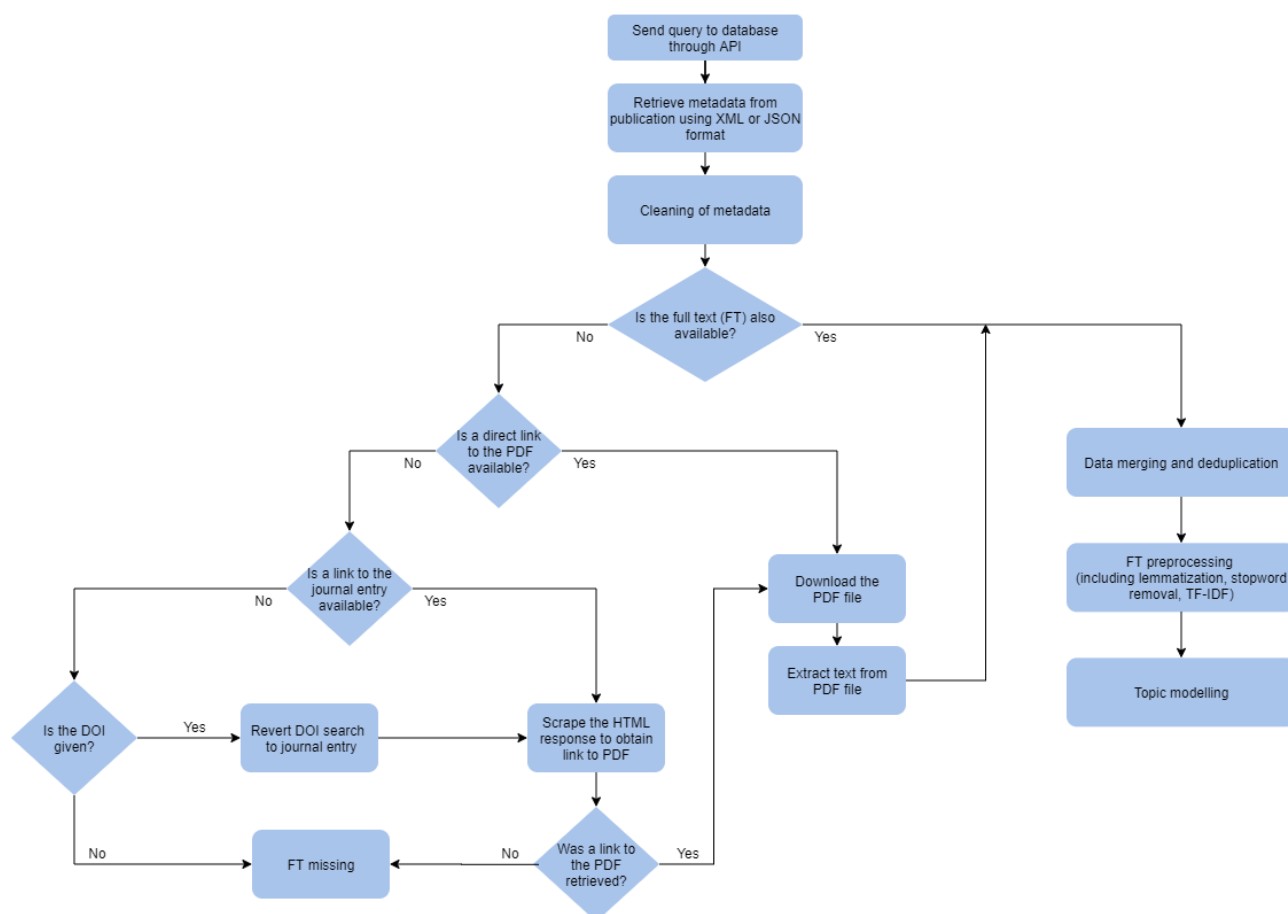 Send query to database
through API
Retrieve metadata from
publication using XML or JSON
format
Cleaning of metadata
Is the full text (FT) also
available?
No
Yes
Is a direct link
to the PDF
available?
No
Yes
Data merging and deduplication
Is a link to the
journal entry
available?
No
Yes
Download the
PDF file
FT preprocessing
(including lemmatization, stopword
removal, TF-IDF)
Extract text from
PDF file
Topic modelling
Is the DOI
given?
Yes
Revert DOI search
to journal entry
Scrape the HTML
response to obtain
link to PDF
No
FT missing
No
Was a link to
the PDF
retrieved?
Yes